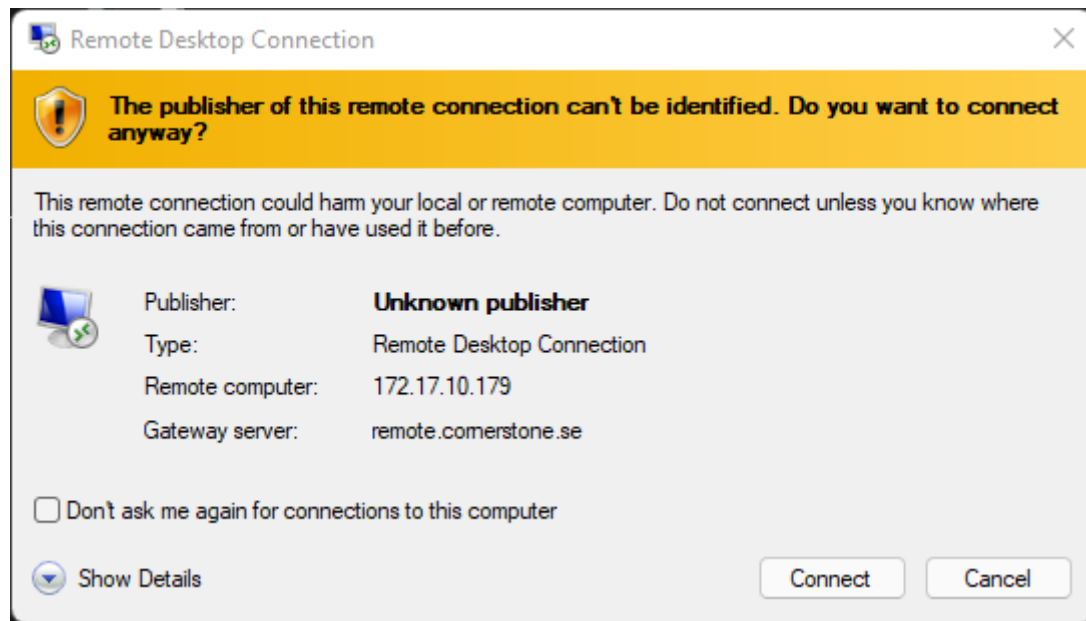 Remote Desktop Connection
The publisher of this remote connection can't be identified. Do you want to connect
anyway?
This remote connection could harm your local or remote computer. Do not connect unless you know where
this connection came from or have used it before.
Publisher: Unknown publisher
Type: Remote Desktop Connection
Remote computer: 172.17.10.179
Gateway server: remote.cornerstone.se
Don't ask me again for connections to this computer
Show Details Connect Cancel